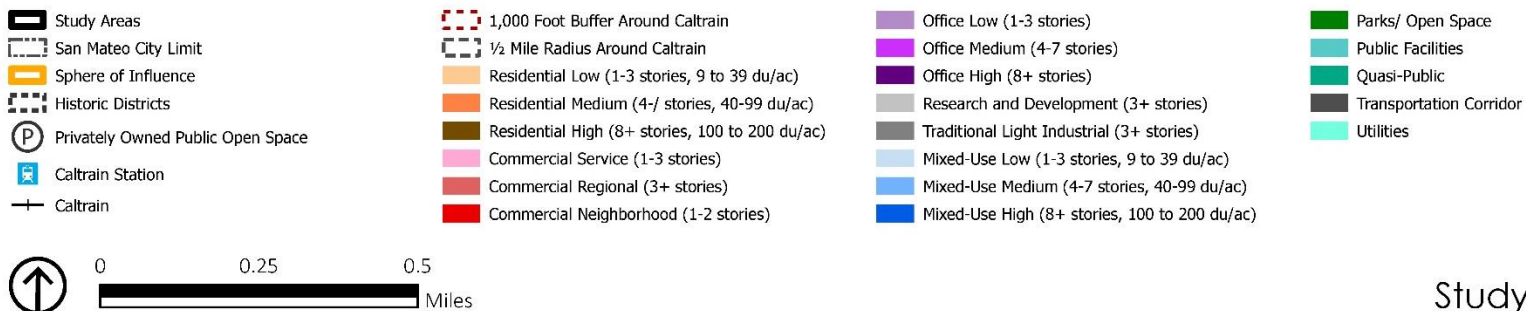 Study Areas
San Mateo City Limit
Sphere of Influence
Historic Districts
P Privately Owned Public Open Space
Caltrain Station
Caltrain
1,000 Foot Buffer Around Caltrain
½ Mile Radius Around Caltrain
Residential Low (1-3 stories, 9 to 39 du/ac)
Residential Medium (4-/ stories, 40-99 du/ac)
Residential High (8+ stories, 100 to 200 du/ac)
Commercial Service (1-3 stories)
Commercial Regional (3+ stories)
Commercial Neighborhood (1-2 stories)
Office Low (1-3 stories)
Office Medium (4-7 stories)
Office High (8+ stories)
Research and Development (3+ stories)
Traditional Light Industrial (3+ stories)
Mixed-Use Low (1-3 stories, 9 to 39 du/ac)
Mixed-Use Medium (4-7 stories, 40-99 du/ac)
Mixed-Use High (8+ stories, 100 to 200 du/ac)
Parks/ Open Space
Public Facilities
Quasi-Public
Transportation Corridor
Utilities
0 0.25 0.5
Miles
Study